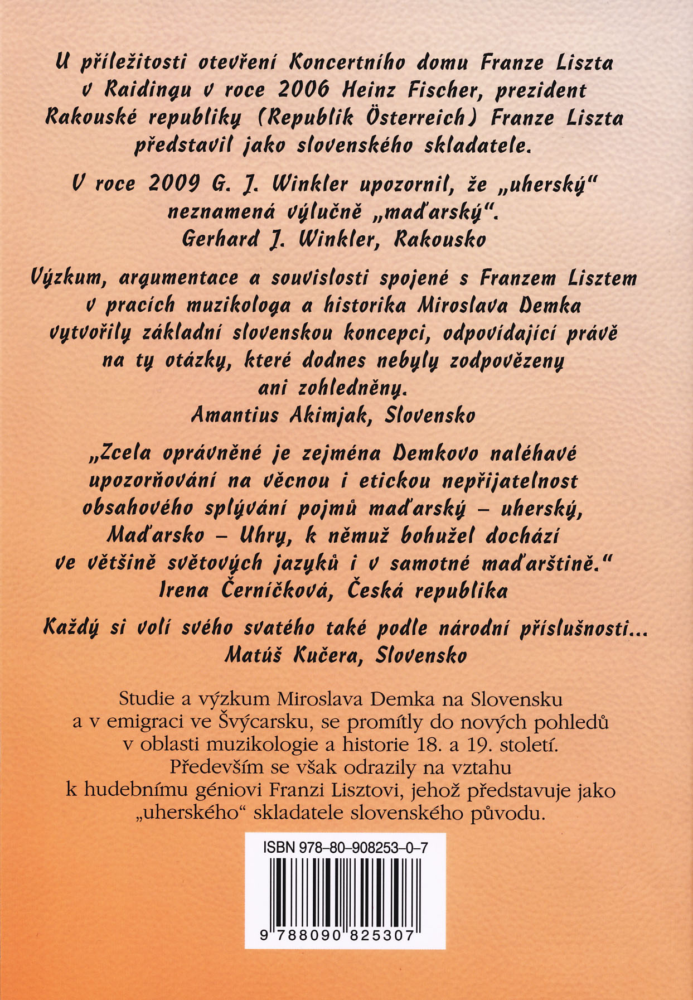 U příležitosti otevření Koncertního domu Franze Liszta
v Raidingu v roce 2006 Heinz Fischer, prezident
Rakouské republiky (Republik Österreich) Franze Liszta
představil jako slovenského skladatele.
V roce 2009 G. J. Winkler upozornil, že „uherský“
neznamená výlučně „maďarský“.
Gerhard J. Winkler, Rakousko
Výzkum, argumentace a souvislosti spojené s Franzem Lisztem
v pracích muzikologa a historika Miroslava Demka
vytvořily základní slovenskou koncepci, odpovídající právě
na ty otázky, které dodnes nebyly zodpovězeny
ani zohledněny.
Amantius Akimjak, Slovensko
„Zcela oprávněné je zejména Demkovo naléhavé
upozorňování na věcnou i etickou nepřijatelnost
obsahového splývání pojmů maďarský – uherský,
Maďarsko – Uhry, k němuž bohužel dochází
ve většině světových jazyků i v samotné maďarštině.“
Irena Černíčková, Česká republika
Každý si volí svého svatého také podle národní příslušnosti...
Matúš Kučera, Slovensko
Studie a výzkum Miroslava Demka na Slovensku
a v emigraci ve Švýcarsku, se promítly do nových pohledů
v oblasti muzikologie a historie 18. a 19. století.
Především se však odrazily na vztahu
k hudebnímu géniovi Franzi Lisztovi, jehož představuje jako
„uherského“ skladatele slovenského původu.
ISBN 978–80–908253–0–7
9 788090 825307